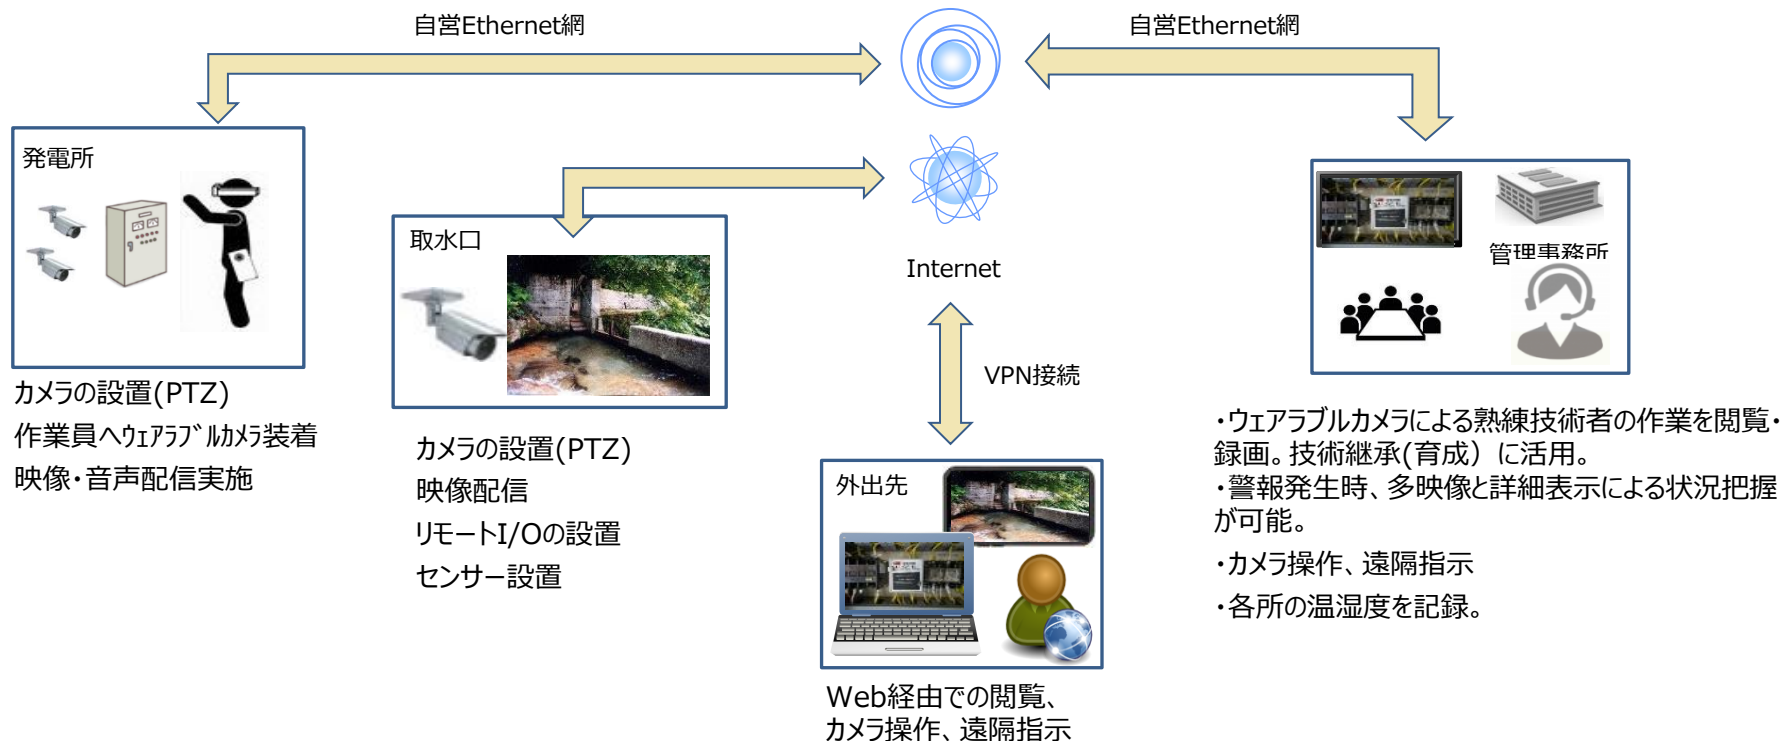 自営Ethernet網
自営Ethernet網
発電所
カメラの設置(PTZ)
作業員へｳｪｱﾗﾌﾞﾙｶﾒﾗ装着
映像・音声配信実施
取水口
カメラの設置(PTZ)
映像配信
リモートI/Oの設置
センサー設置
Internet
VPN接続
外出先
Web経由での閲覧、
カメラ操作、遠隔指示
管理事務所
・ウェアラブルカメラによる熟練技術者の作業を閲覧・
録画。技術継承(育成）に活用。
・警報発生時、多映像と詳細表示による状況把握
が可能。
・カメラ操作、遠隔指示
・各所の温湿度を記録。